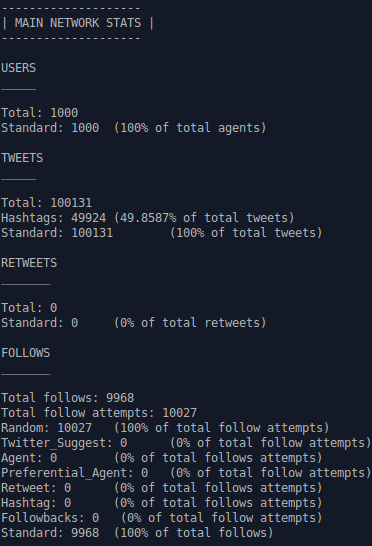 --------------------
| MAIN NETWORK STATS |
--------------------
USERS
_____
Total: 1000
Standard: 1000 (100% of total agents)
TWEETS
_____
Total: 100131
Hashtags: 49924 (49.8587% of total tweets)
Standard: 100131 (100% of total tweets)
RETWEETS
_______
Total: 0
Standard: 0 (0% of total retweets)
FOLLOWS
_______
Total follows: 9968
Total follow attempts: 10027
Random: 10027 (100% of total follow attempts)
Twitter_Suggest: 0 (0% of total follow attempts)
Agent: 0 (0% of total follows attempts)
Preferential_Agent: 0 (0% of total follow attempts)
Retweet: 0 (0% of total follows attempts)
Hashtag: 0 (0% of total follows attempts)
Followbacks: 0 (0% of total follow attempts)
Standard: 9968 (100% of total follows)